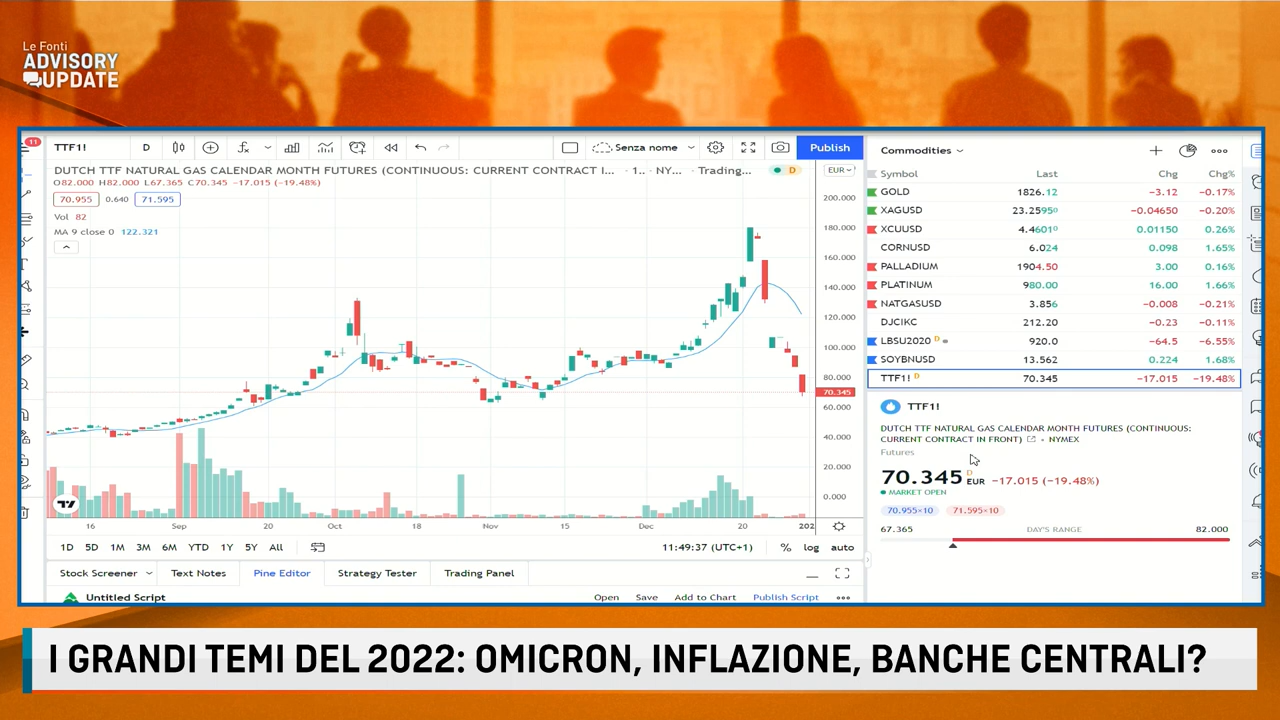 Le Fonti
ADVISORY
UPDATE
11
TTF1! D Senza nome Publish
DUTCH TTF NATURAL GAS CALENDAR MONTH FUTURES (CONTINUOUS: CURRENT CONTRACT I... · 1... · NY... · Trading... D EUR
O82.000 H82.000 L67.365 C70.345 −17.015 (−19.48%)
70.955 0.640 71.595
Vol 82
MA 9 close 0 122.321
200.000
180.000
160.000
140.000
120.000
100.000
80.000
70.345
60.000
40.000
20.000
0.000
16 Sep 20 Oct 18 Nov 15 Dec 20 202
1D 5D 1M 3M 6M YTD 1Y 5Y All 11:49:37 (UTC+1) % log auto
Stock Screener Text Notes Pine Editor Strategy Tester Trading Panel
Untitled Script Open Save Add to Chart Publish Script
Commodities
Symbol Last Chg Chg%
GOLD 1826.12 −3.12 −0.17%
XAGUSD 23.25950 −0.04650 −0.20%
XCUUSD 4.46010 0.01150 0.26%
CORNUSD 6.024 0.098 1.65%
PALLADIUM 1904.50 3.00 0.16%
PLATINUM 980.00 16.00 1.66%
NATGASUSD 3.856 −0.008 −0.21%
DJCIKC 212.20 −0.23 −0.11%
LBSU2020 D 920.0 −64.5 −6.55%
SOYBNUSD 13.562 0.224 1.68%
TTF1! D 70.345 −17.015 −19.48%
TTF1!
DUTCH TTF NATURAL GAS CALENDAR MONTH FUTURES (CONTINUOUS:
CURRENT CONTRACT IN FRONT) • NYMEX
Futures
70.345 D EUR −17.015 (−19.48%)
MARKET OPEN
70.955×10 71.595×10
67.365 DAY'S RANGE 82.000
I GRANDI TEMI DEL 2022: OMICRON, INFLAZIONE, BANCHE CENTRALI?